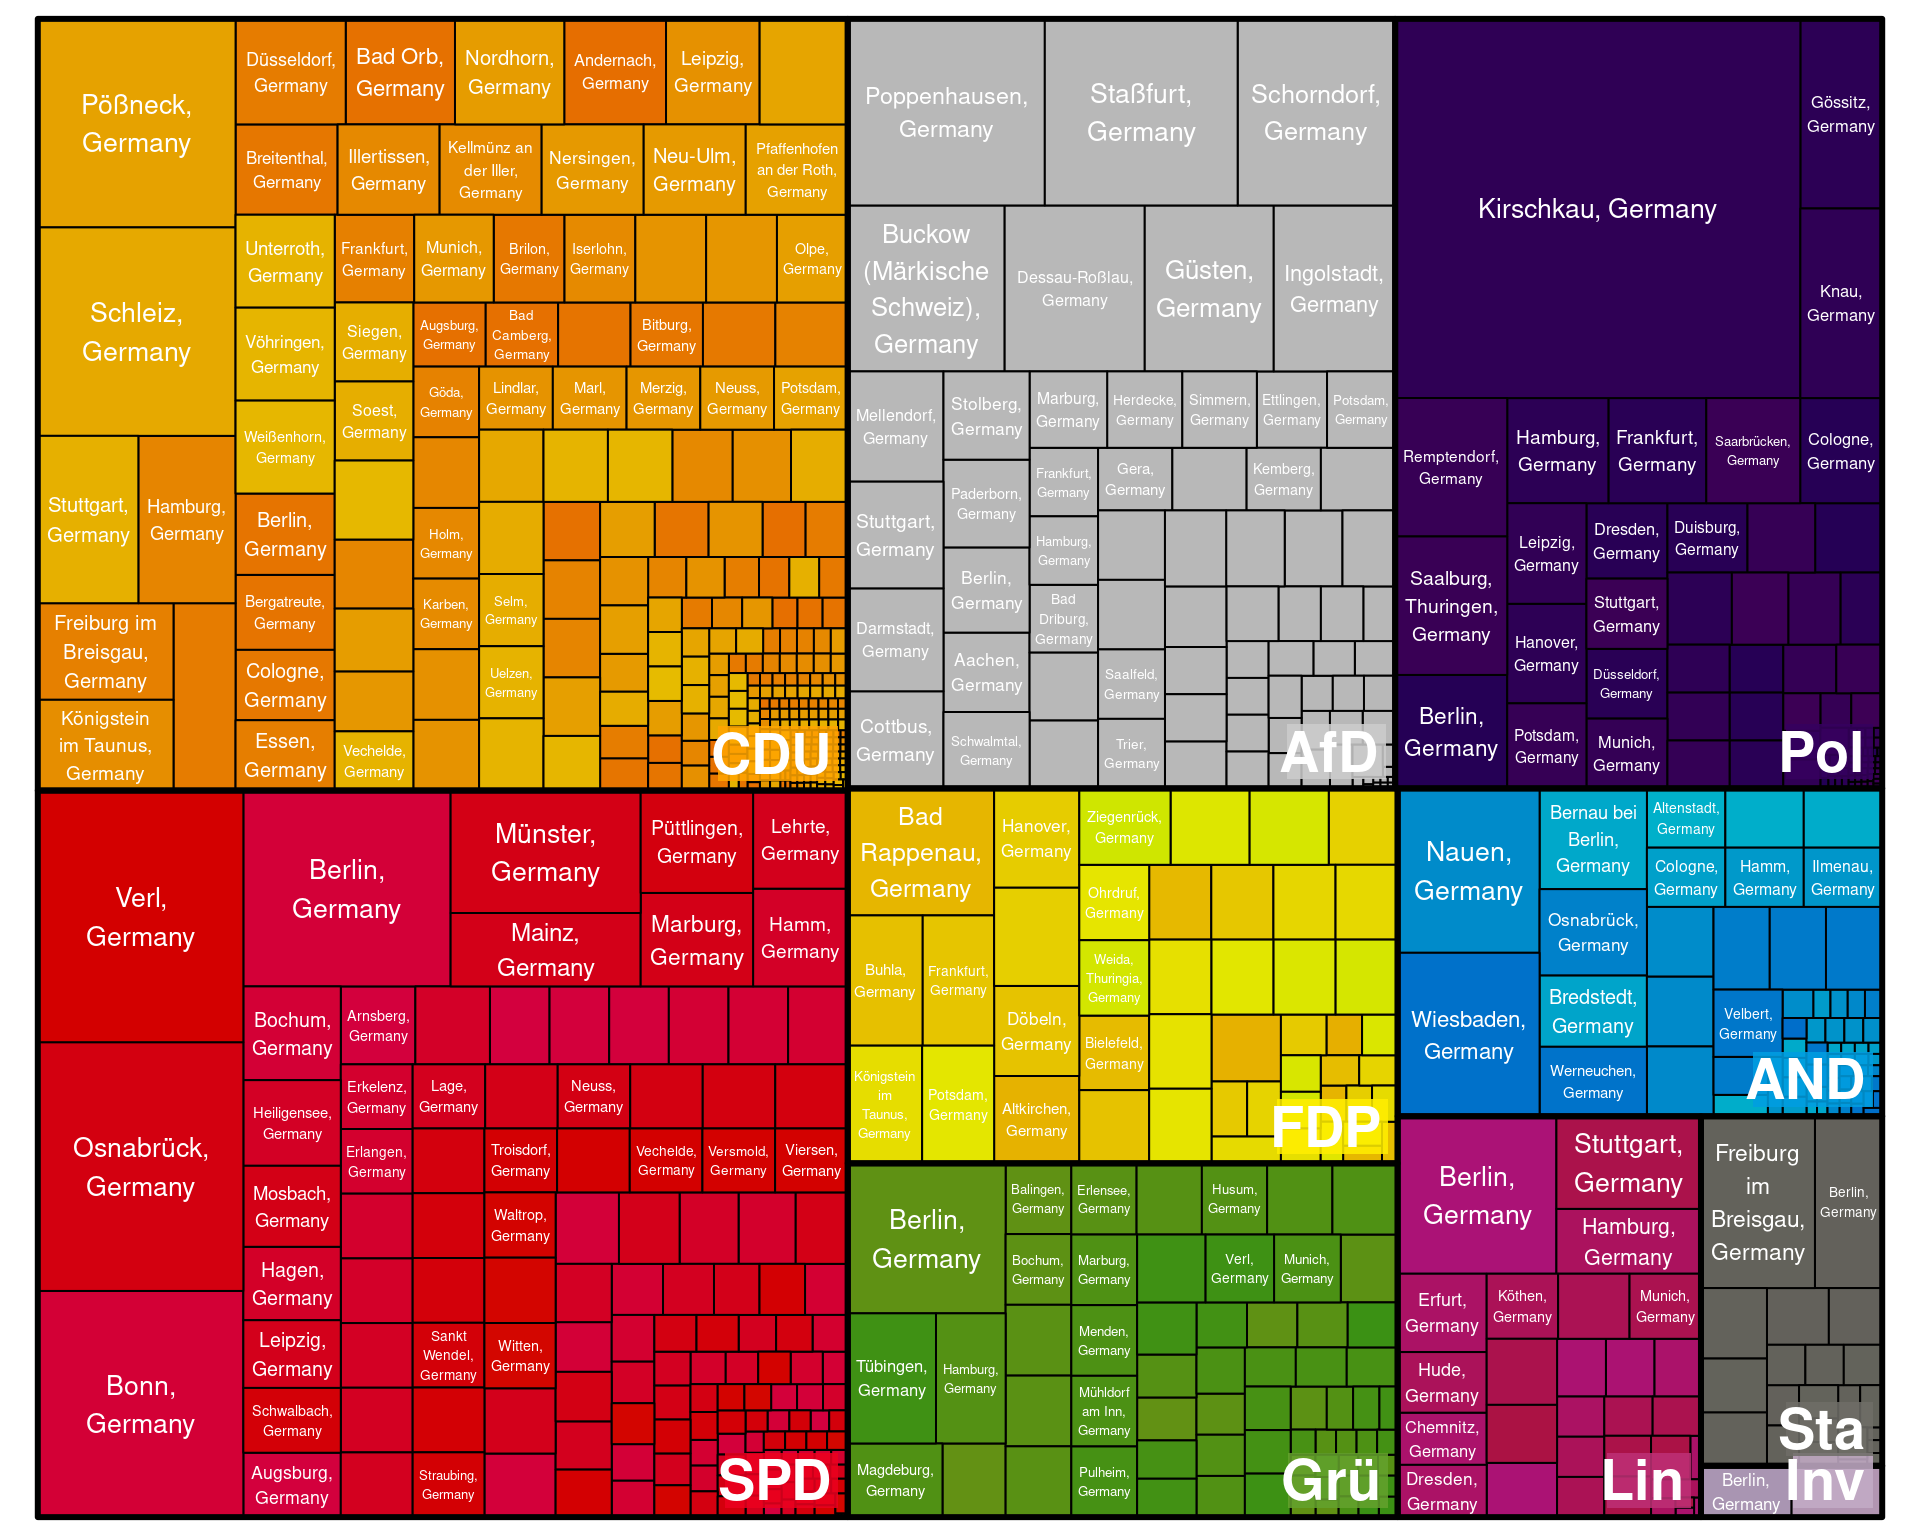 Pößneck,
Germany
Düsseldorf,
Germany
Bad Orb,
Germany
Nordhorn,
Germany
Andernach,
Germany
Leipzig,
Germany
Breitenthal,
Germany
Illertissen,
Germany
Kellmünz an
der Iller,
Germany
Nersingen,
Germany
Neu-Ulm,
Germany
Pfaffenhofen
an der Roth,
Germany
Schleiz,
Germany
Unterroth,
Germany
Frankfurt,
Germany
Munich,
Germany
Brilon,
Germany
Iserlohn,
Germany
Olpe,
Germany
Vöhringen,
Germany
Siegen,
Germany
Augsburg,
Germany
Bad
Camberg,
Germany
Bitburg,
Germany
Soest,
Germany
Göda,
Germany
Lindlar,
Germany
Marl,
Germany
Merzig,
Germany
Neuss,
Germany
Potsdam,
Germany
Weißenhorn,
Germany
Stuttgart,
Germany
Hamburg,
Germany
Berlin,
Germany
Holm,
Germany
Bergatreute,
Germany
Karben,
Germany
Selm,
Germany
Freiburg im
Breisgau,
Germany
Cologne,
Germany
Uelzen,
Germany
Königstein
im Taunus,
Germany
Essen,
Germany
Vechelde,
Germany
CDU
Poppenhausen,
Germany
Staßfurt,
Germany
Schorndorf,
Germany
Buckow
(Märkische
Schweiz),
Germany
Dessau-Roßlau,
Germany
Güsten,
Germany
Ingolstadt,
Germany
Mellendorf,
Germany
Stolberg,
Germany
Marburg,
Germany
Herdecke,
Germany
Simmern,
Germany
Ettlingen,
Germany
Potsdam,
Germany
Paderborn,
Germany
Frankfurt,
Germany
Gera,
Germany
Kemberg,
Germany
Stuttgart,
Germany
Hamburg,
Germany
Berlin,
Germany
Bad
Driburg,
Germany
Darmstadt,
Germany
Aachen,
Germany
Saalfeld,
Germany
Cottbus,
Germany
Schwalmtal,
Germany
Trier,
Germany
AfD
Kirschkau, Germany
Gössitz,
Germany
Knau,
Germany
Remptendorf,
Germany
Hamburg,
Germany
Frankfurt,
Germany
Saarbrücken,
Germany
Cologne,
Germany
Leipzig,
Germany
Dresden,
Germany
Duisburg,
Germany
Saalburg,
Thuringen,
Germany
Stuttgart,
Germany
Hanover,
Germany
Düsseldorf,
Germany
Berlin,
Germany
Potsdam,
Germany
Munich,
Germany
Pol
Verl,
Germany
Berlin,
Germany
Münster,
Germany
Püttlingen,
Germany
Lehrte,
Germany
Mainz,
Germany
Marburg,
Germany
Hamm,
Germany
Osnabrück,
Germany
Bochum,
Germany
Arnsberg,
Germany
Heiligensee,
Germany
Erkelenz,
Germany
Lage,
Germany
Neuss,
Germany
Erlangen,
Germany
Troisdorf,
Germany
Vechelde,
Germany
Versmold,
Germany
Viersen,
Germany
Mosbach,
Germany
Waltrop,
Germany
Hagen,
Germany
Bonn,
Germany
Leipzig,
Germany
Sankt
Wendel,
Germany
Witten,
Germany
Schwalbach,
Germany
Augsburg,
Germany
Straubing,
Germany
SPD
Bad
Rappenau,
Germany
Hanover,
Germany
Ziegenrück,
Germany
Ohrdruf,
Germany
Buhla,
Germany
Frankfurt,
Germany
Weida,
Thuringia,
Germany
Döbeln,
Germany
Bielefeld,
Germany
Königstein
im
Taunus,
Germany
Potsdam,
Germany
Altkirchen,
Germany
FDP
Berlin,
Germany
Balingen,
Germany
Erlensee,
Germany
Husum,
Germany
Bochum,
Germany
Marburg,
Germany
Verl,
Germany
Munich,
Germany
Tübingen,
Germany
Hamburg,
Germany
Menden,
Germany
Mühldorf
am Inn,
Germany
Magdeburg,
Germany
Pulheim,
Germany
Grü
Nauen,
Germany
Bernau bei
Berlin,
Germany
Altenstadt,
Germany
Cologne,
Germany
Hamm,
Germany
Ilmenau,
Germany
Osnabrück,
Germany
Wiesbaden,
Germany
Bredstedt,
Germany
Velbert,
Germany
Werneuchen,
Germany
AND
Berlin,
Germany
Stuttgart,
Germany
Hamburg,
Germany
Erfurt,
Germany
Köthen,
Germany
Munich,
Germany
Hude,
Germany
Chemnitz,
Germany
Dresden,
Germany
Lin
Freiburg
im
Breisgau,
Germany
Berlin,
Germany
Sta
Berlin,
Germany
Inv